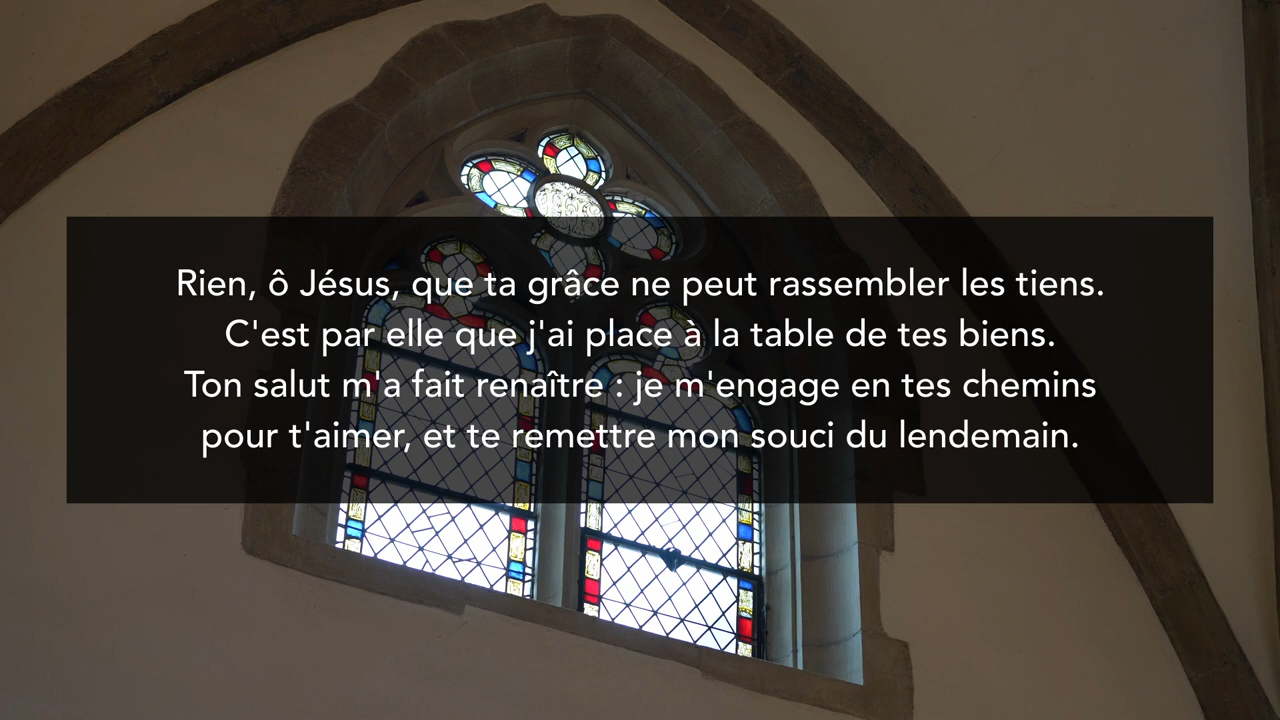 Rien, ô Jésus, que ta grâce ne peut rassembler les tiens.
C'est par elle que j'ai place à la table de tes biens.
Ton salut m'a fait renaître : je m'engage en tes chemins
pour t'aimer, et te remettre mon souci du lendemain.